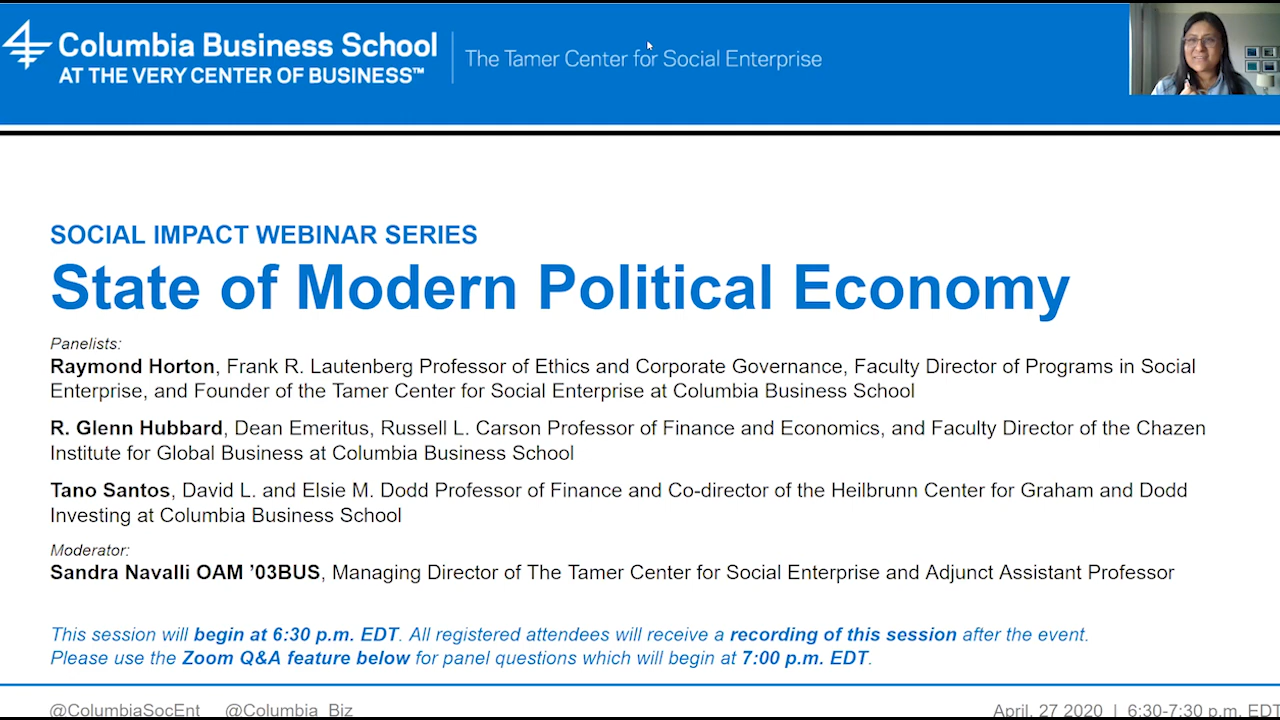 Columbia Business School
AT THE VERY CENTER OF BUSINESS™
The Tamer Center for Social Enterprise
SOCIAL IMPACT WEBINAR SERIES
State of Modern Political Economy
Panelists:
Raymond Horton, Frank R. Lautenberg Professor of Ethics and Corporate Governance, Faculty Director of Programs in Social
Enterprise, and Founder of the Tamer Center for Social Enterprise at Columbia Business School
R. Glenn Hubbard, Dean Emeritus, Russell L. Carson Professor of Finance and Economics, and Faculty Director of the Chazen
Institute for Global Business at Columbia Business School
Tano Santos, David L. and Elsie M. Dodd Professor of Finance and Co-director of the Heilbrunn Center for Graham and Dodd
Investing at Columbia Business School
Moderator:
Sandra Navalli OAM ’03BUS, Managing Director of The Tamer Center for Social Enterprise and Adjunct Assistant Professor
This session will begin at 6:30 p.m. EDT. All registered attendees will receive a recording of this session after the event.
Please use the Zoom Q&A feature below for panel questions which will begin at 7:00 p.m. EDT.
@ColumbiaSocEnt @Columbia_Biz
April, 27 2020 | 6:30-7:30 p.m. EDT